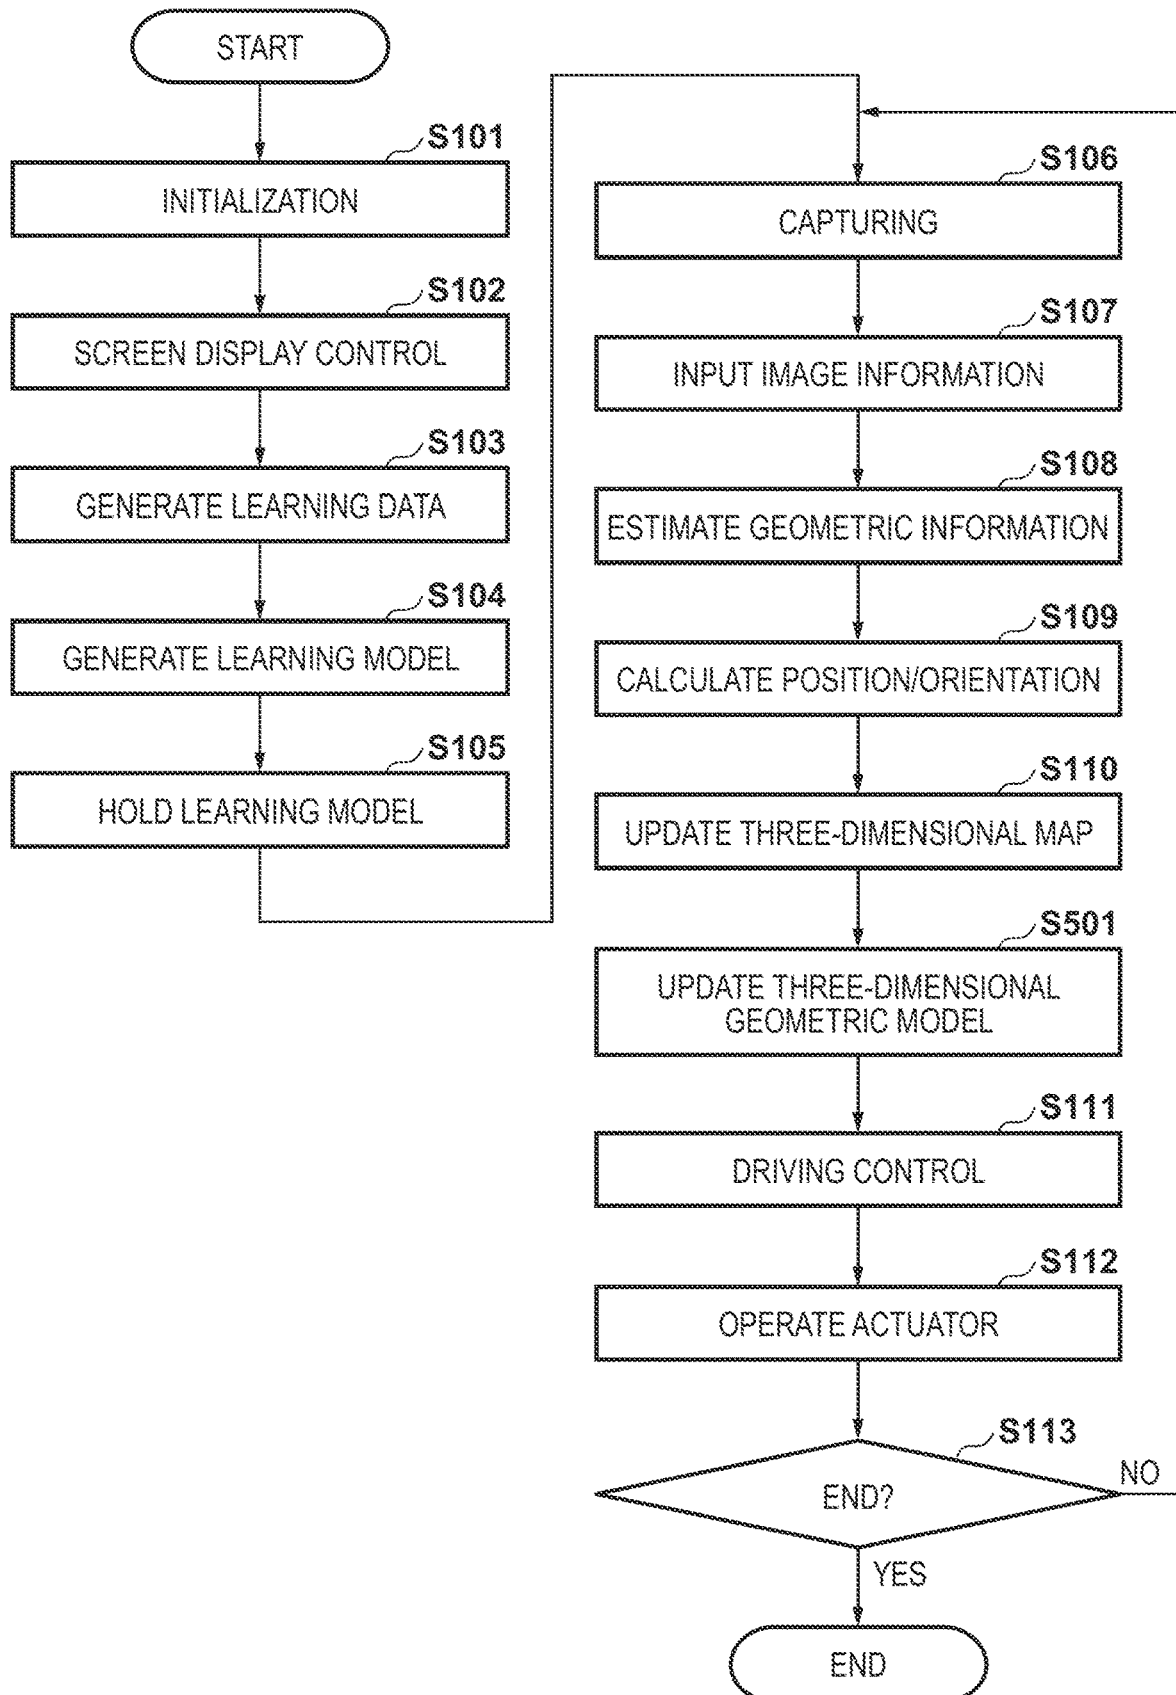 START
S101
INITIALIZATION
S102
SCREEN DISPLAY CONTROL
S103
GENERATE LEARNING DATA
S104
GENERATE LEARNING MODEL
S105
HOLD LEARNING MODEL
S106
CAPTURING
S107
INPUT IMAGE INFORMATION
S108
ESTIMATE GEOMETRIC INFORMATION
S109
CALCULATE POSITION/ORIENTATION
S110
UPDATE THREE-DIMENSIONAL MAP
S501
UPDATE THREE-DIMENSIONAL
GEOMETRIC MODEL
S111
DRIVING CONTROL
S112
OPERATE ACTUATOR
S113
END?
NO
YES
END